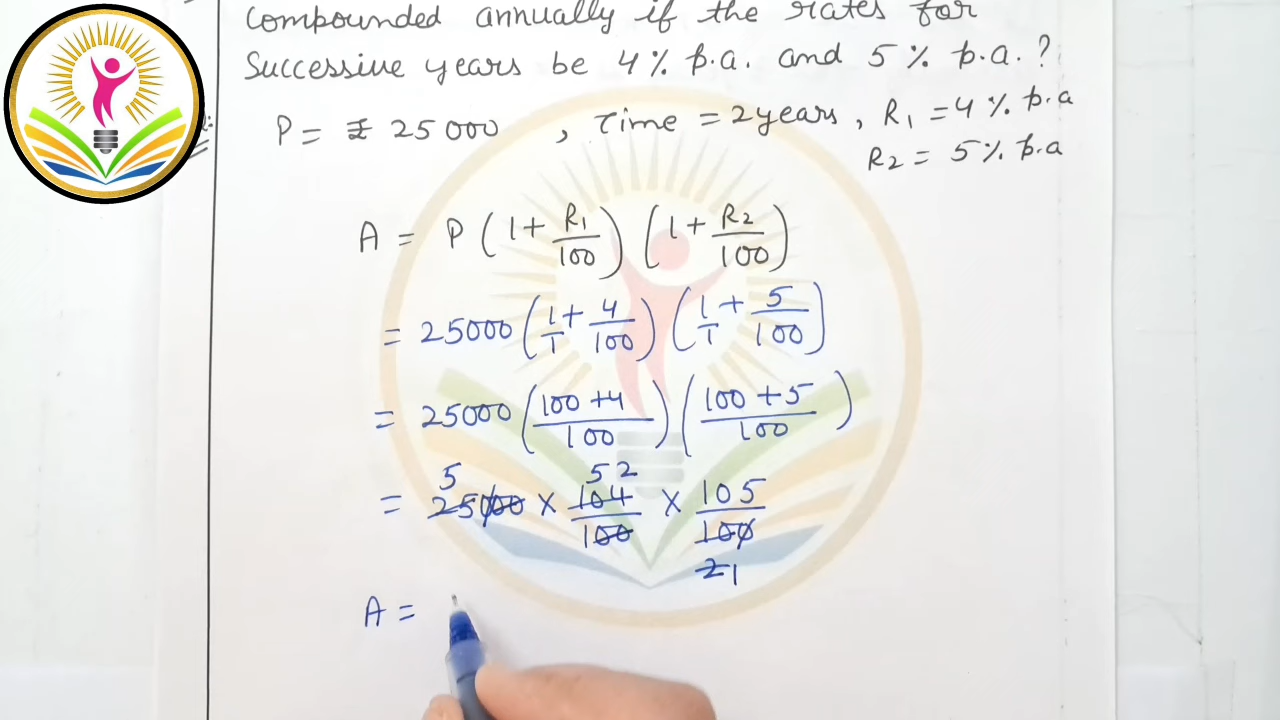 compounded annually if the rates for
Successive years be 4% p.a. and 5% p.a.?
P = ₹ 25000 , Time = 2 years, R1 = 4% p.a
R2 = 5% p.a
A = P (1 + R1/100) (1 + R2/100)
= 25000 (1/1 + 4/100) (1/1 + 5/100)
= 25000 (100+4/100) (100+5/100)
5 52
= 25000 × 104/100 × 105/100
21
A =